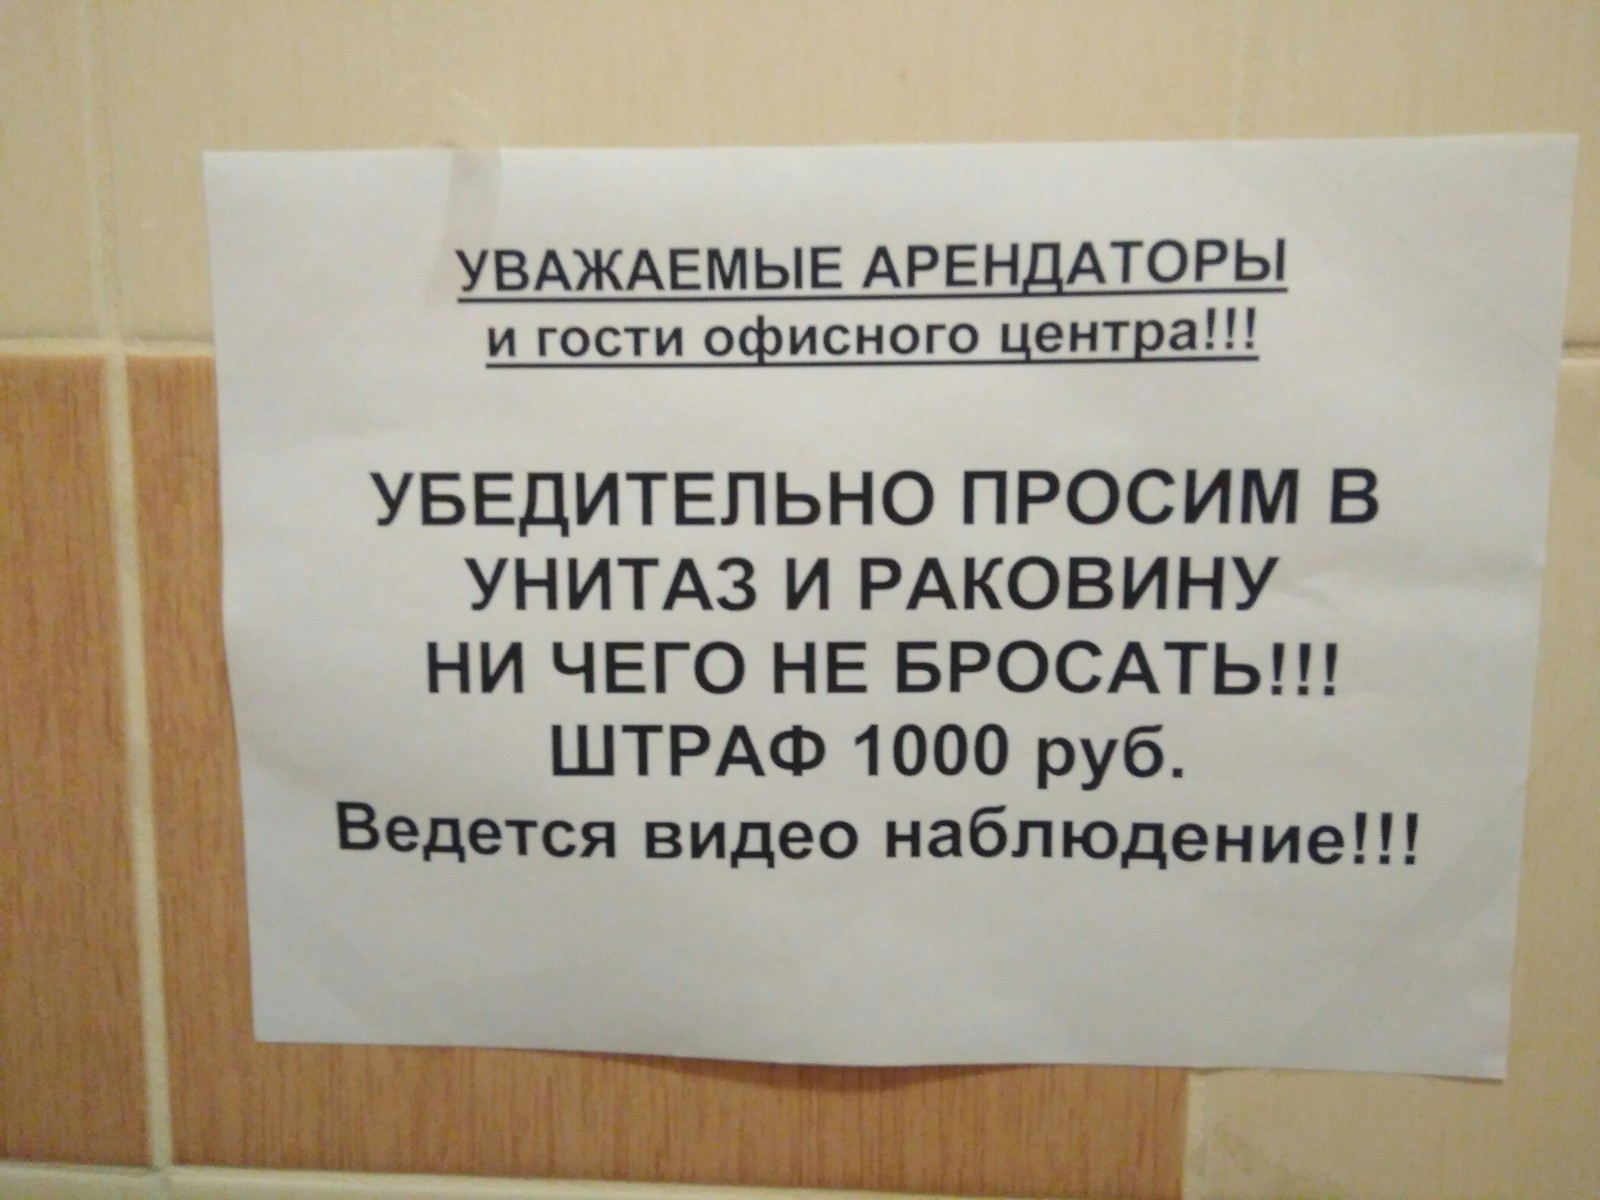 УВАЖАЕМЫЕ АРЕНДАТОРЫ
и гости офисного центра!!!
УБЕДИТЕЛЬНО ПРОСИМ В
УНИТАЗ И РАКОВИНУ
НИ ЧЕГО НЕ БРОСАТЬ!!!
ШТРАФ 1000 руб.
Ведется видео наблюдение!!!